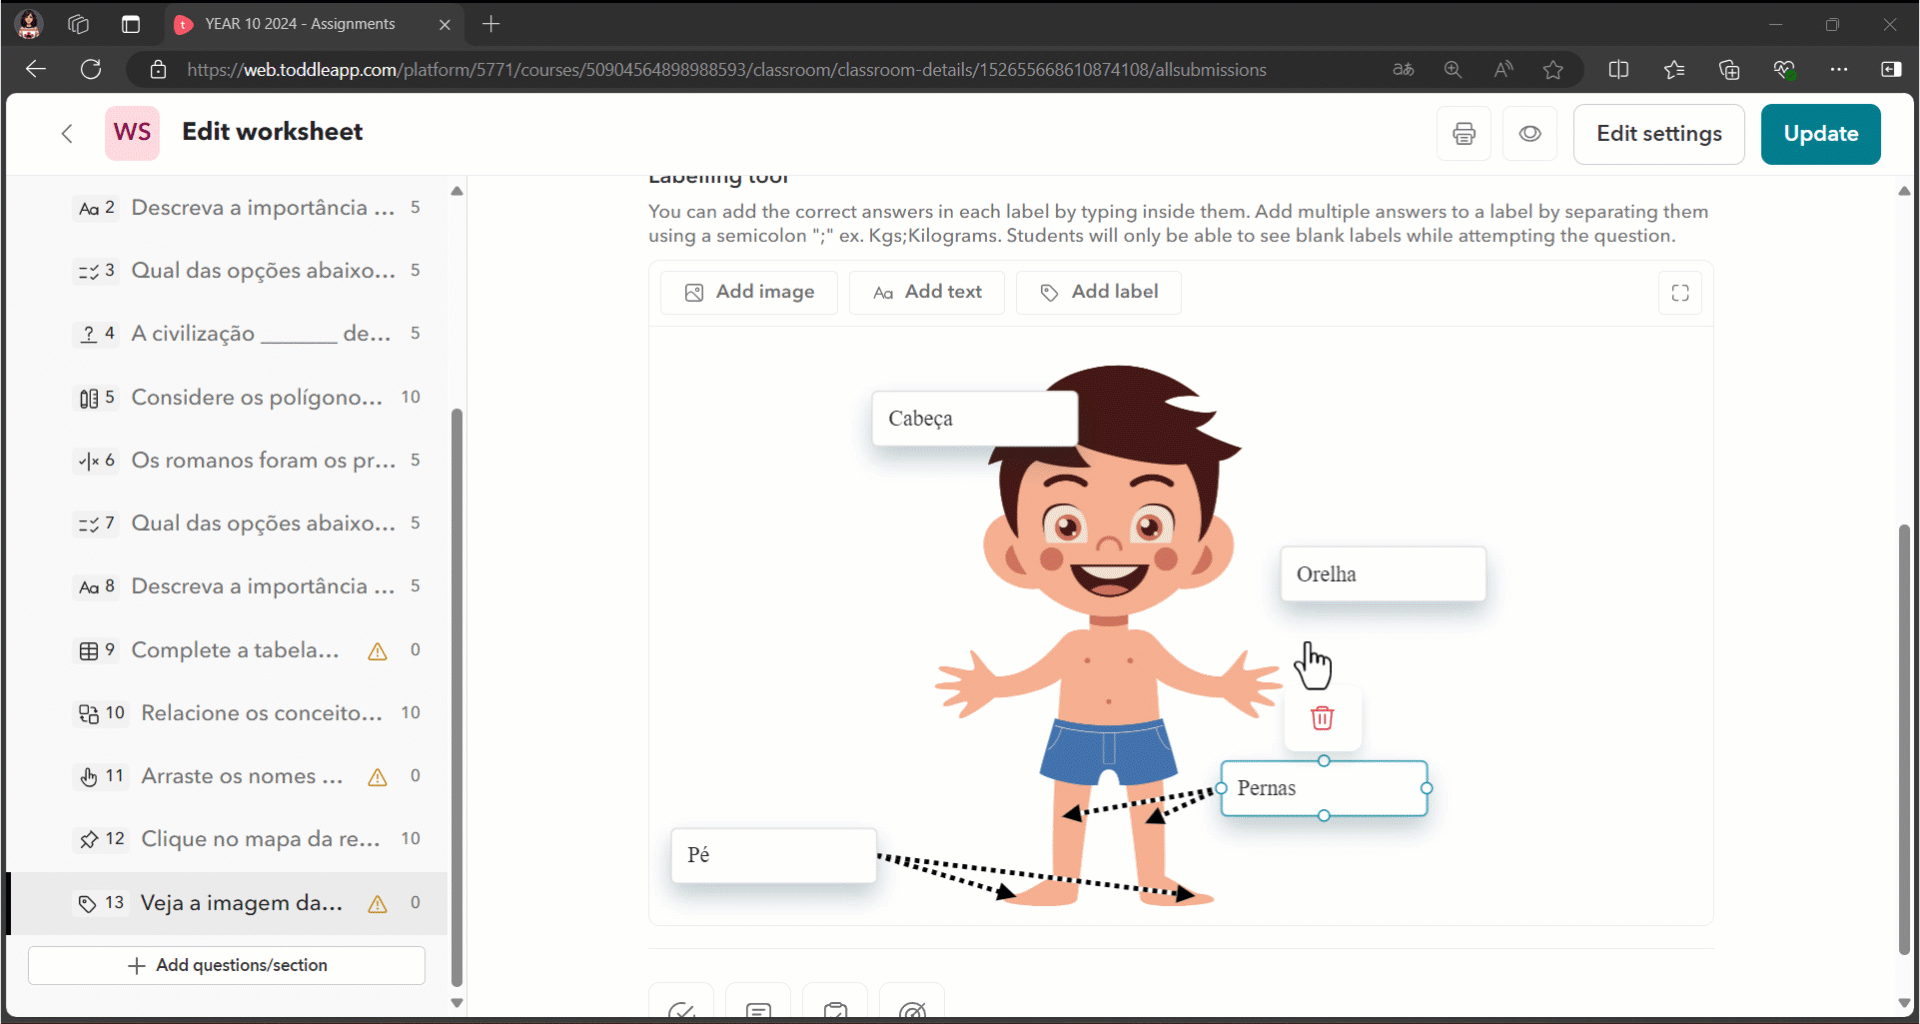 YEAR 10 2024 - Assignments
https://web.toddleapp.com/platform/5771/courses/50904564898988593/classroom/classroom-details/152655668610874108/allsubmissions
WS
Edit worksheet
Edit settings
Update
Aa 2 Descreva a importância ... 5
3 Qual das opções abaixo... 5
? 4 A civilização _______ de... 5
5 Considere os polígono... 10
6 Os romanos foram os pr... 5
7 Qual das opções abaixo... 5
Aa 8 Descreva a importância ... 5
9 Complete a tabela... 0
10 Relacione os conceito... 10
11 Arraste os nomes ... 0
12 Clique no mapa da re... 10
13 Veja a imagem da... 0
+ Add questions/section
Labelling tool
You can add the correct answers in each label by typing inside them. Add multiple answers to a label by separating them
using a semicolon ";" ex. Kgs;Kilograms. Students will only be able to see blank labels while attempting the question.
Add image
Aa Add text
Add label
Cabeça
Orelha
Pernas
Pé